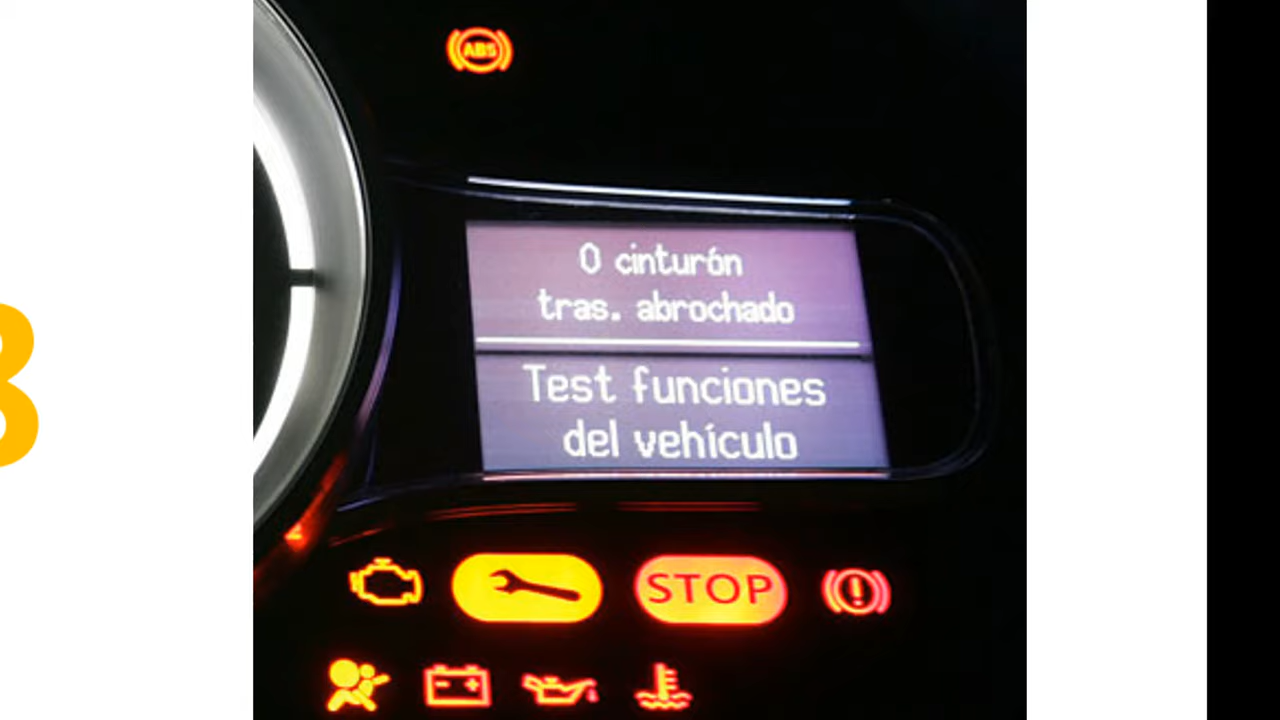 ABS
0 cinturón
tras. abrochado
Test funciones
del vehículo
STOP